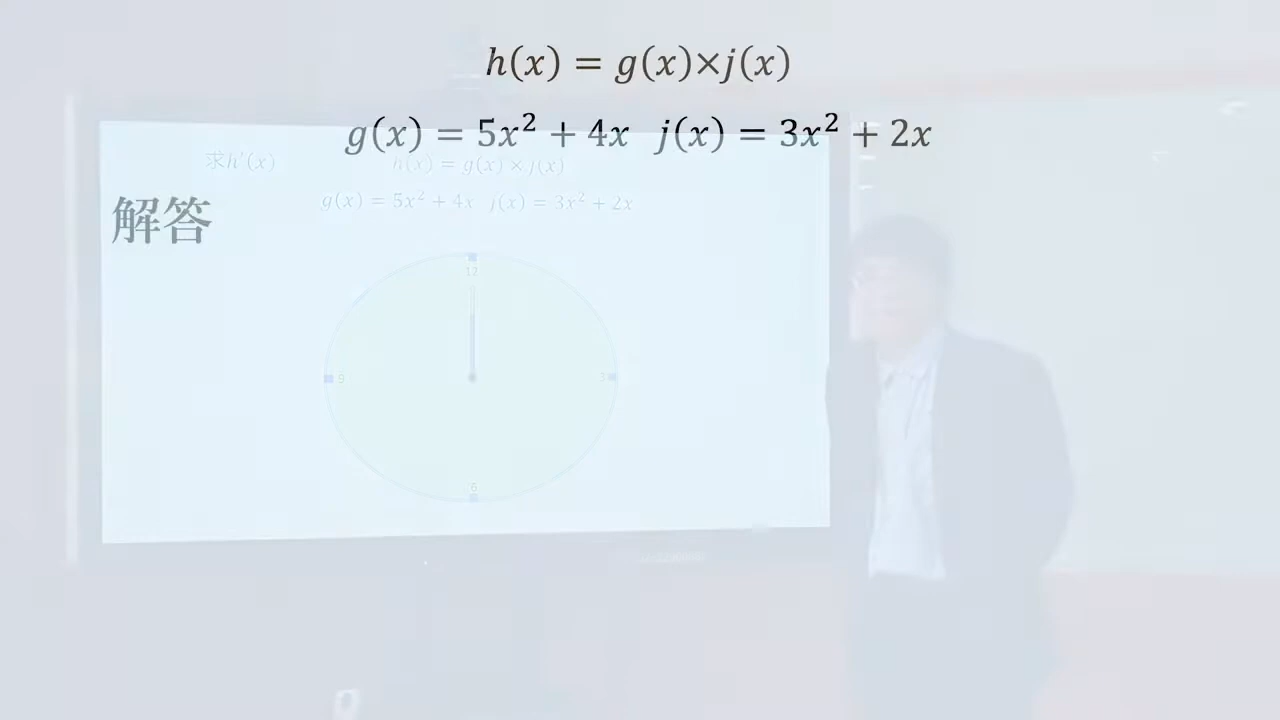 h(x) = g(x)×j(x)
g(x) = 5x² + 4x  j(x) = 3x² + 2x
求h'(x)
h(x) = g(x) × j(x)
g(x) = 5x² + 4x  j(x) = 3x² + 2x
解答
12
9
3
6